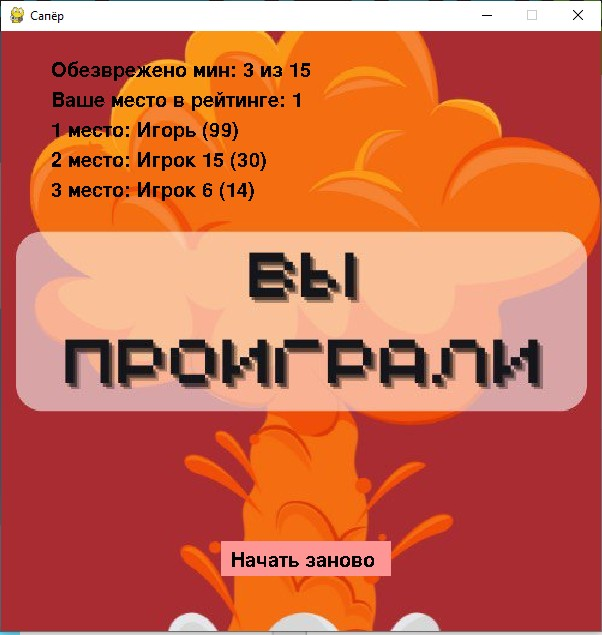 Сапёр
Обезврежено мин: 3 из 15
Ваше место в рейтинге: 1
1 место: Игорь (99)
2 место: Игрок 15 (30)
3 место: Игрок 6 (14)
ВЫ
ПРОИГРАЛИ
Начать заново